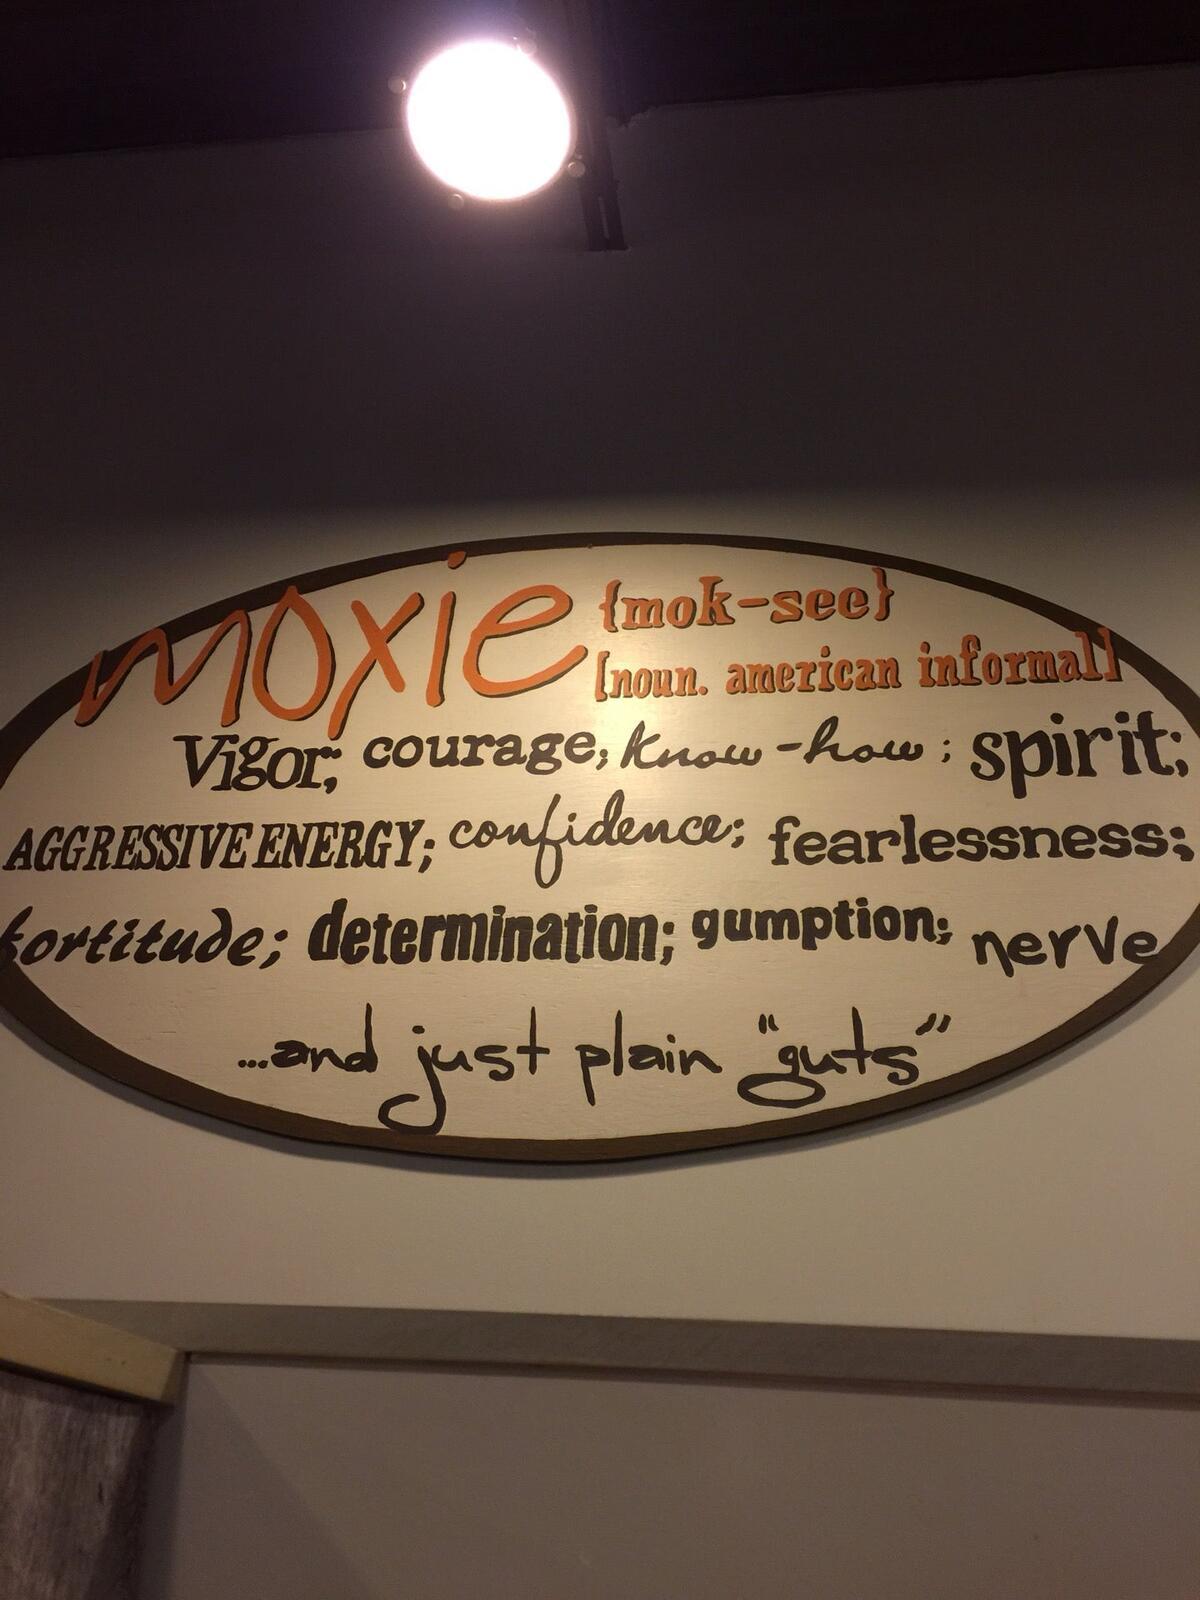 moxie {mok-see}
[noun. american informal]
Vigor; courage; know-how; spirit;
AGGRESSIVE ENERGY; confidence; fearlessness;
fortitude; determination; gumption; nerve
...and just plain "guts"